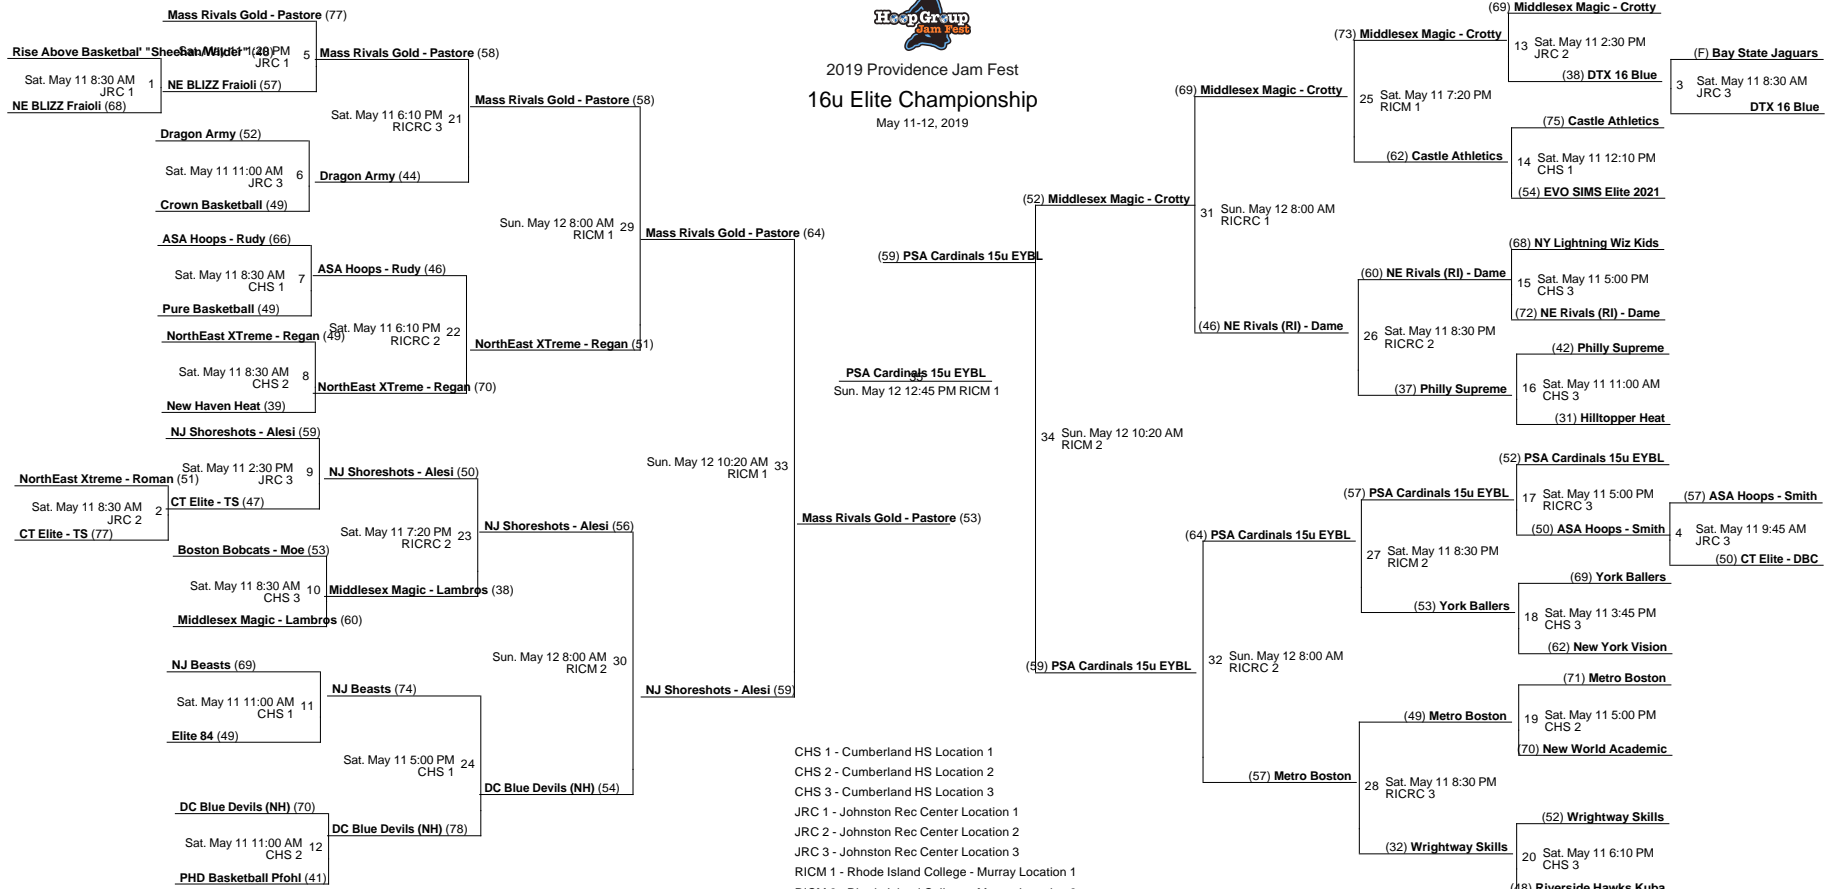 HoopGroup
Jam Fest
2019 Providence Jam Fest
16u Elite Championship
May 11-12, 2019
Mass Rivals Gold - Pastore (77)
Rise Above Basketbal' "Sheehan/Wilder" (48)
Sat. May 11 1:20 PM
JRC 1
5
Mass Rivals Gold - Pastore (58)
Sat. May 11 8:30 AM
JRC 1
1
NE BLIZZ Fraioli (57)
NE BLIZZ Fraioli (68)
Mass Rivals Gold - Pastore (58)
Sat. May 11 6:10 PM
RICRC 3
21
Dragon Army (52)
Sat. May 11 11:00 AM
JRC 3
6
Dragon Army (44)
Crown Basketball (49)
Sun. May 12 8:00 AM
RICM 1
29
Mass Rivals Gold - Pastore (64)
ASA Hoops - Rudy (66)
Sat. May 11 8:30 AM
CHS 1
7
ASA Hoops - Rudy (46)
Pure Basketball (49)
Sat. May 11 6:10 PM
RICRC 2
22
NorthEast XTreme - Regan (51)
NorthEast XTreme - Regan (49)
Sat. May 11 8:30 AM
CHS 2
8
NorthEast XTreme - Regan (70)
New Haven Heat (39)
NJ Shoreshots - Alesi (59)
Sat. May 11 2:30 PM
JRC 3
9
NJ Shoreshots - Alesi (50)
NorthEast Xtreme - Roman (51)
Sat. May 11 8:30 AM
JRC 2
2
CT Elite - TS (47)
CT Elite - TS (77)
Sun. May 12 10:20 AM
RICM 1
33
Mass Rivals Gold - Pastore (53)
Sat. May 11 7:20 PM
RICRC 2
23
NJ Shoreshots - Alesi (56)
Boston Bobcats - Moe (53)
Sat. May 11 8:30 AM
CHS 3
10
Middlesex Magic - Lambros (38)
Middlesex Magic - Lambros (60)
Sun. May 12 8:00 AM
RICM 2
30
NJ Shoreshots - Alesi (59)
NJ Beasts (69)
Sat. May 11 11:00 AM
CHS 1
11
NJ Beasts (74)
Elite 84 (49)
Sat. May 11 5:00 PM
CHS 1
24
DC Blue Devils (NH) (54)
DC Blue Devils (NH) (70)
Sat. May 11 11:00 AM
CHS 2
12
DC Blue Devils (NH) (78)
PHD Basketball Pfohl (41)
(59) PSA Cardinals 15u EYBL
PSA Cardinals 15u EYBL
35
Sun. May 12 12:45 PM RICM 1
(69) Middlesex Magic - Crotty
(73) Middlesex Magic - Crotty
13
Sat. May 11 2:30 PM
JRC 2
(F) Bay State Jaguars
(38) DTX 16 Blue
3
Sat. May 11 8:30 AM
JRC 3
DTX 16 Blue
(69) Middlesex Magic - Crotty
25
Sat. May 11 7:20 PM
RICM 1
(75) Castle Athletics
(62) Castle Athletics
14
Sat. May 11 12:10 PM
CHS 1
(54) EVO SIMS Elite 2021
(52) Middlesex Magic - Crotty
31
Sun. May 12 8:00 AM
RICRC 1
(68) NY Lightning Wiz Kids
(60) NE Rivals (RI) - Dame
15
Sat. May 11 5:00 PM
CHS 3
(72) NE Rivals (RI) - Dame
(46) NE Rivals (RI) - Dame
26
Sat. May 11 8:30 PM
RICRC 2
(42) Philly Supreme
(37) Philly Supreme
16
Sat. May 11 11:00 AM
CHS 3
(31) Hilltopper Heat
34
Sun. May 12 10:20 AM
RICM 2
(52) PSA Cardinals 15u EYBL
(57) PSA Cardinals 15u EYBL
17
Sat. May 11 5:00 PM
RICRC 3
(57) ASA Hoops - Smith
(50) ASA Hoops - Smith
4
Sat. May 11 9:45 AM
JRC 3
(50) CT Elite - DBC
(64) PSA Cardinals 15u EYBL
27
Sat. May 11 8:30 PM
RICM 2
(69) York Ballers
(53) York Ballers
18
Sat. May 11 3:45 PM
CHS 3
(62) New York Vision
(59) PSA Cardinals 15u EYBL
32
Sun. May 12 8:00 AM
RICRC 2
(71) Metro Boston
(49) Metro Boston
19
Sat. May 11 5:00 PM
CHS 2
(70) New World Academic
(57) Metro Boston
28
Sat. May 11 8:30 PM
RICRC 3
(52) Wrightway Skills
(32) Wrightway Skills
20
Sat. May 11 6:10 PM
CHS 3
(48) Riverside Hawks Kuba
CHS 1 - Cumberland HS Location 1
CHS 2 - Cumberland HS Location 2
CHS 3 - Cumberland HS Location 3
JRC 1 - Johnston Rec Center Location 1
JRC 2 - Johnston Rec Center Location 2
JRC 3 - Johnston Rec Center Location 3
RICM 1 - Rhode Island College - Murray Location 1